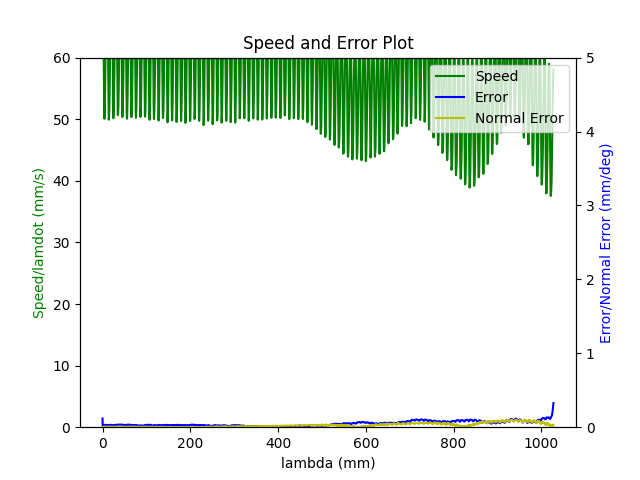 Speed and Error Plot
Speed
Error
Normal Error
Speed/lamdot (mm/s)
Error/Normal Error (mm/deg)
60
50
40
30
20
10
0
5
4
3
2
1
0
0 200 400 600 800 1000
lambda (mm)